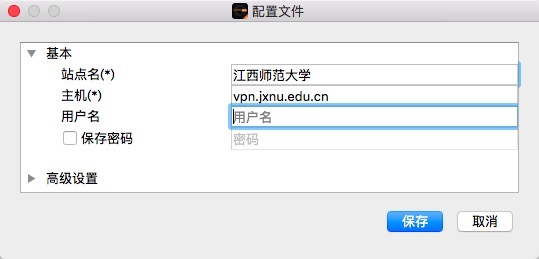 配置文件
基本
站点名(*) 江西师范大学
主机(*) vpn.jxnu.edu.cn
用户名 用户名
保存密码 密码
高级设置
保存 取消